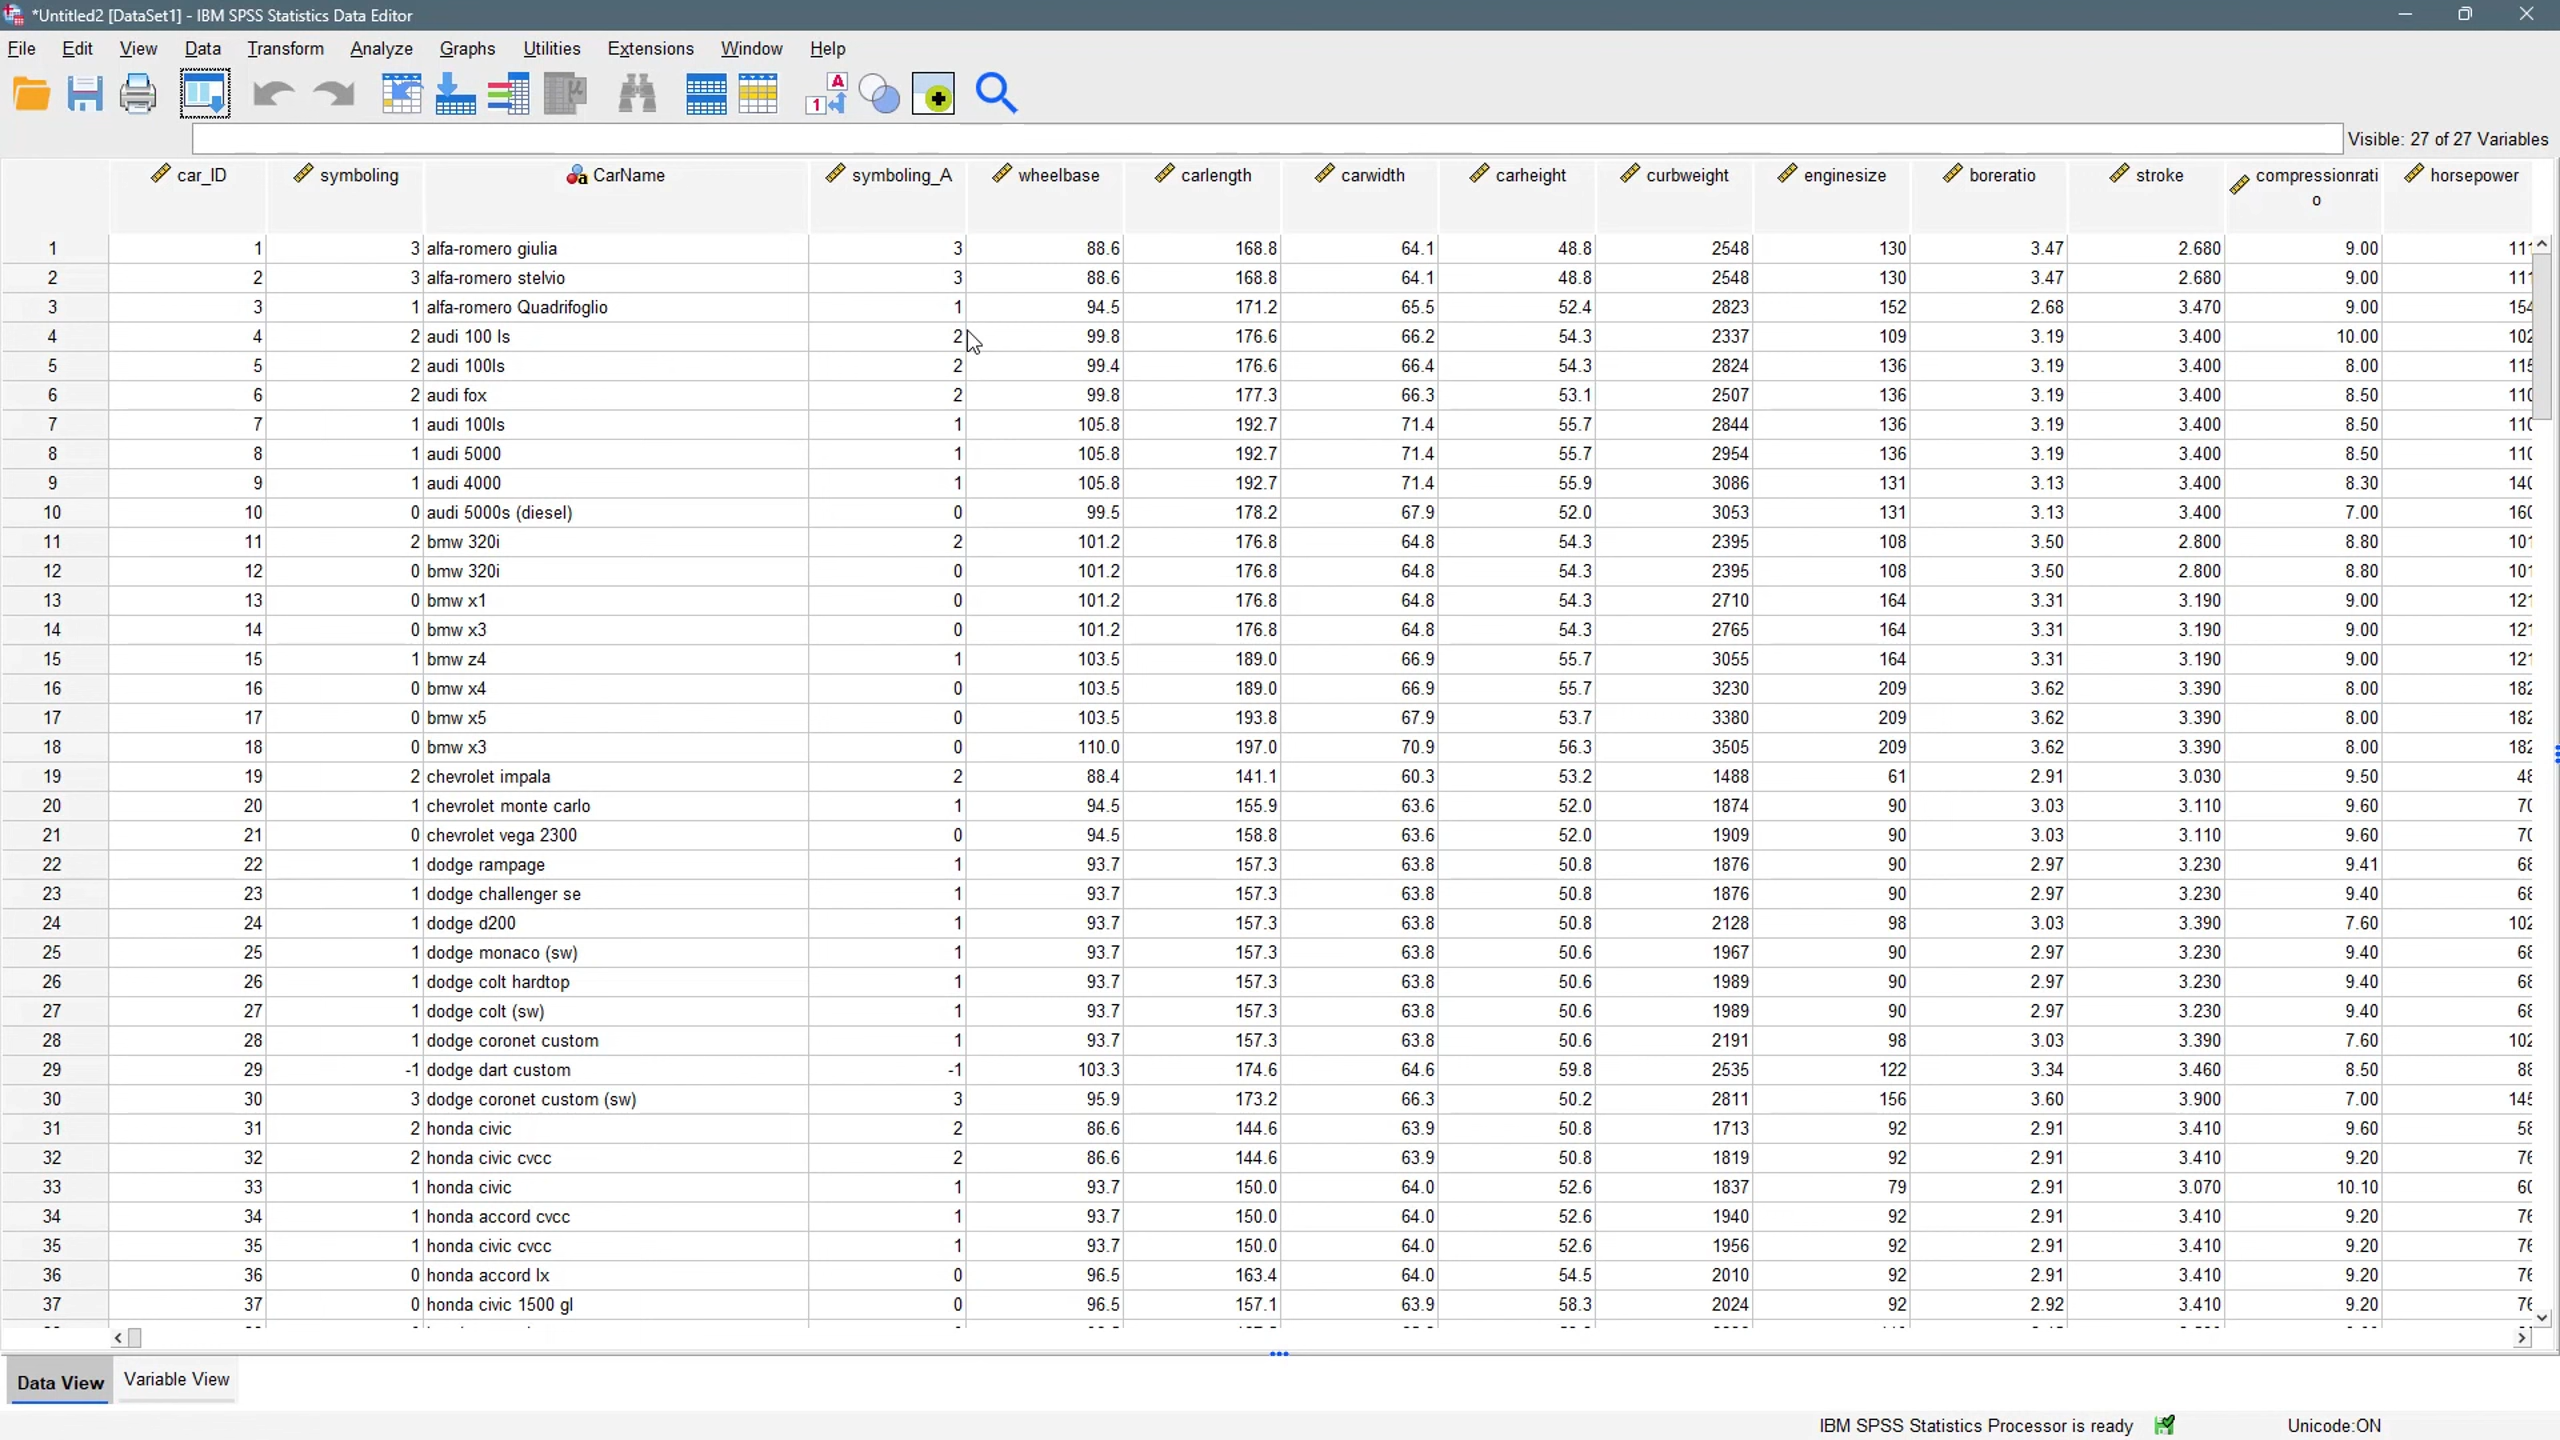 *Untitled2 [DataSet1] - IBM SPSS Statistics Data Editor
File Edit View Data Transform Analyze Graphs Utilities Extensions Window Help
Visible: 27 of 27 Variables
car_ID symboling CarName symboling_A wheelbase carlength carwidth carheight curbweight enginesize boreratio stroke compressionrati horsepower
o
1 1 3 alfa-romero giulia 3 88.6 168.8 64.1 48.8 2548 130 3.47 2.680 9.00 111
2 2 3 alfa-romero stelvio 3 88.6 168.8 64.1 48.8 2548 130 3.47 2.680 9.00 111
3 3 1 alfa-romero Quadrifoglio 1 94.5 171.2 65.5 52.4 2823 152 2.68 3.470 9.00 154
4 4 2 audi 100 ls 2 99.8 176.6 66.2 54.3 2337 109 3.19 3.400 10.00 102
5 5 2 audi 100ls 2 99.4 176.6 66.4 54.3 2824 136 3.19 3.400 8.00 115
6 6 2 audi fox 2 99.8 177.3 66.3 53.1 2507 136 3.19 3.400 8.50 110
7 7 1 audi 100ls 1 105.8 192.7 71.4 55.7 2844 136 3.19 3.400 8.50 110
8 8 1 audi 5000 1 105.8 192.7 71.4 55.7 2954 136 3.19 3.400 8.50 110
9 9 1 audi 4000 1 105.8 192.7 71.4 55.9 3086 131 3.13 3.400 8.30 140
10 10 0 audi 5000s (diesel) 0 99.5 178.2 67.9 52.0 3053 131 3.13 3.400 7.00 160
11 11 2 bmw 320i 2 101.2 176.8 64.8 54.3 2395 108 3.50 2.800 8.80 101
12 12 0 bmw 320i 0 101.2 176.8 64.8 54.3 2395 108 3.50 2.800 8.80 101
13 13 0 bmw x1 0 101.2 176.8 64.8 54.3 2710 164 3.31 3.190 9.00 121
14 14 0 bmw x3 0 101.2 176.8 64.8 54.3 2765 164 3.31 3.190 9.00 121
15 15 1 bmw z4 1 103.5 189.0 66.9 55.7 3055 164 3.31 3.190 9.00 121
16 16 0 bmw x4 0 103.5 189.0 66.9 55.7 3230 209 3.62 3.390 8.00 182
17 17 0 bmw x5 0 103.5 193.8 67.9 53.7 3380 209 3.62 3.390 8.00 182
18 18 0 bmw x3 0 110.0 197.0 70.9 56.3 3505 209 3.62 3.390 8.00 182
19 19 2 chevrolet impala 2 88.4 141.1 60.3 53.2 1488 61 2.91 3.030 9.50 48
20 20 1 chevrolet monte carlo 1 94.5 155.9 63.6 52.0 1874 90 3.03 3.110 9.60 70
21 21 0 chevrolet vega 2300 0 94.5 158.8 63.6 52.0 1909 90 3.03 3.110 9.60 70
22 22 1 dodge rampage 1 93.7 157.3 63.8 50.8 1876 90 2.97 3.230 9.41 68
23 23 1 dodge challenger se 1 93.7 157.3 63.8 50.8 1876 90 2.97 3.230 9.40 68
24 24 1 dodge d200 1 93.7 157.3 63.8 50.8 2128 98 3.03 3.390 7.60 102
25 25 1 dodge monaco (sw) 1 93.7 157.3 63.8 50.6 1967 90 2.97 3.230 9.40 68
26 26 1 dodge colt hardtop 1 93.7 157.3 63.8 50.6 1989 90 2.97 3.230 9.40 68
27 27 1 dodge colt (sw) 1 93.7 157.3 63.8 50.6 1989 90 2.97 3.230 9.40 68
28 28 1 dodge coronet custom 1 93.7 157.3 63.8 50.6 2191 98 3.03 3.390 7.60 102
29 29 -1 dodge dart custom -1 103.3 174.6 64.6 59.8 2535 122 3.34 3.460 8.50 88
30 30 3 dodge coronet custom (sw) 3 95.9 173.2 66.3 50.2 2811 156 3.60 3.900 7.00 145
31 31 2 honda civic 2 86.6 144.6 63.9 50.8 1713 92 2.91 3.410 9.60 58
32 32 2 honda civic cvcc 2 86.6 144.6 63.9 50.8 1819 92 2.91 3.410 9.20 76
33 33 1 honda civic 1 93.7 150.0 64.0 52.6 1837 79 2.91 3.070 10.10 60
34 34 1 honda accord cvcc 1 93.7 150.0 64.0 52.6 1940 92 2.91 3.410 9.20 76
35 35 1 honda civic cvcc 1 93.7 150.0 64.0 52.6 1956 92 2.91 3.410 9.20 76
36 36 0 honda accord lx 0 96.5 163.4 64.0 54.5 2010 92 2.91 3.410 9.20 76
37 37 0 honda civic 1500 gl 0 96.5 157.1 63.9 58.3 2024 92 2.92 3.410 9.20 76
Data View Variable View
IBM SPSS Statistics Processor is ready Unicode:ON